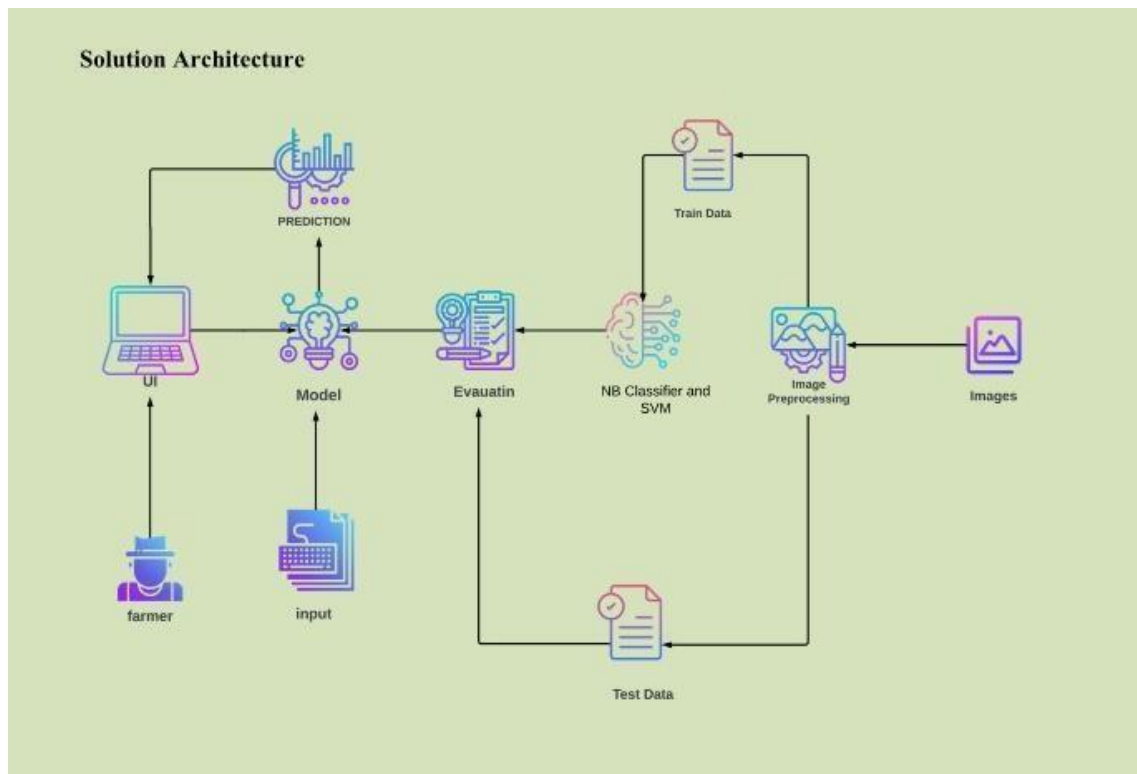 Solution Architecture
PREDICTION
Train Data
UI
Model
Evauatin
NB Classifier and
SVM
Image
Preprocessing
Images
farmer
input
Test Data